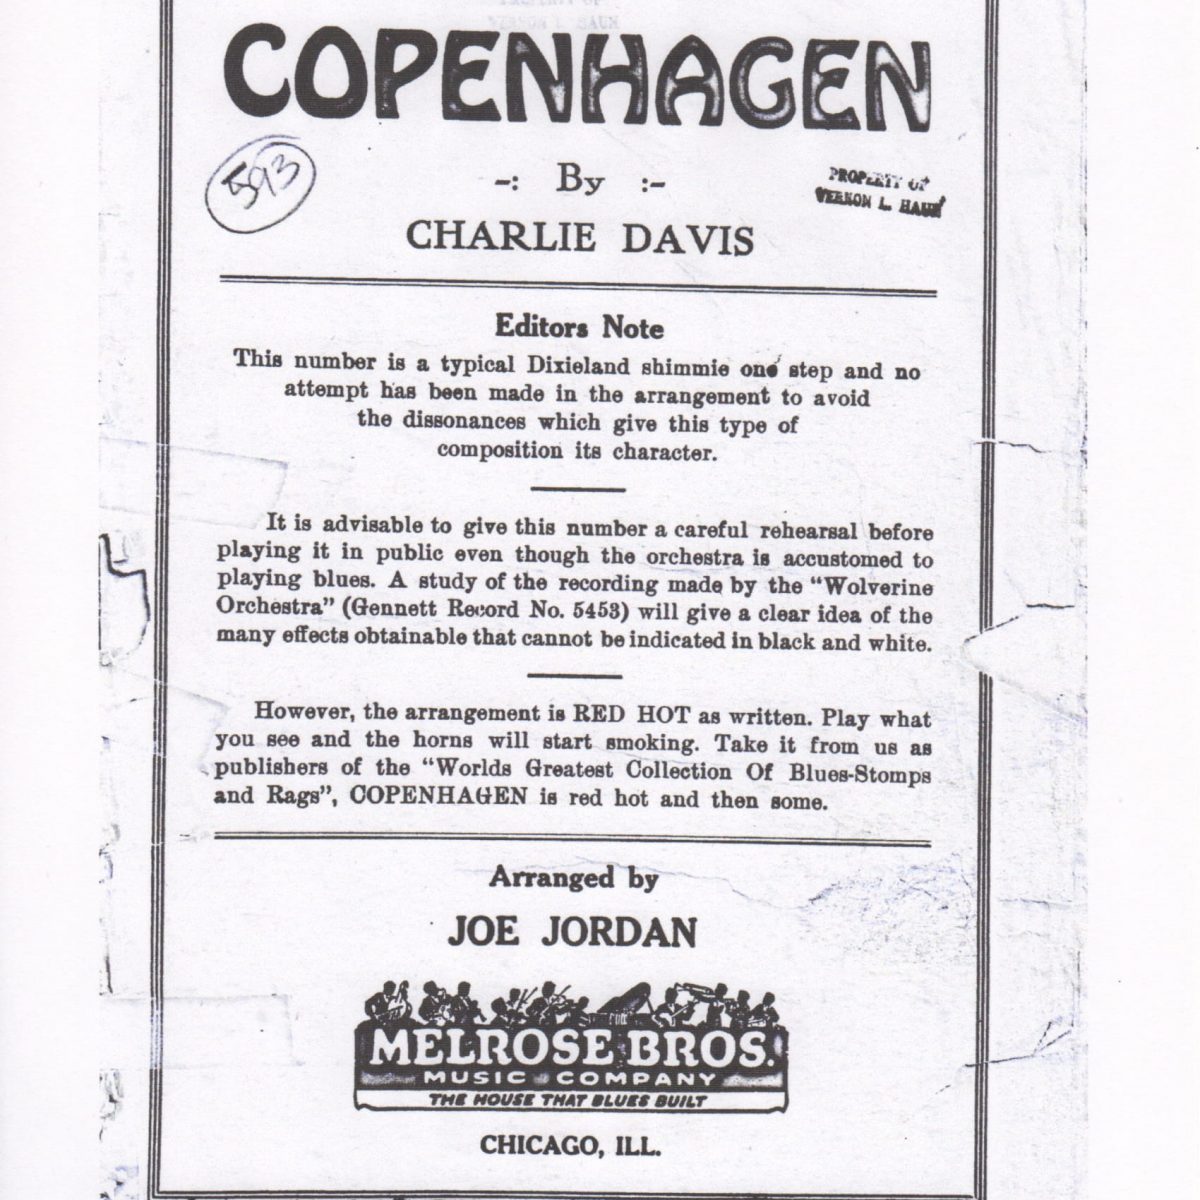 PROPERTY OF
VERNON L. HAUN
COPENHAGEN
593
-: By :-
PROPERTY OF
VERNON L. HAUN
CHARLIE DAVIS
Editors Note
This number is a typical Dixieland shimmie one step and no
attempt has been made in the arrangement to avoid
the dissonances which give this type of
composition its character.
It is advisable to give this number a careful rehearsal before
playing it in public even though the orchestra is accustomed to
playing blues. A study of the recording made by the "Wolverine
Orchestra" (Gennett Record No. 5453) will give a clear idea of the
many effects obtainable that cannot be indicated in black and white.
However, the arrangement is RED HOT as written. Play what
you see and the horns will start smoking. Take it from us as
publishers of the "Worlds Greatest Collection Of Blues-Stomps
and Rags", COPENHAGEN is red hot and then some.
Arranged by
JOE JORDAN
MELROSE BROS.
MUSIC COMPANY
THE HOUSE THAT BLUES BUILT
CHICAGO, ILL.